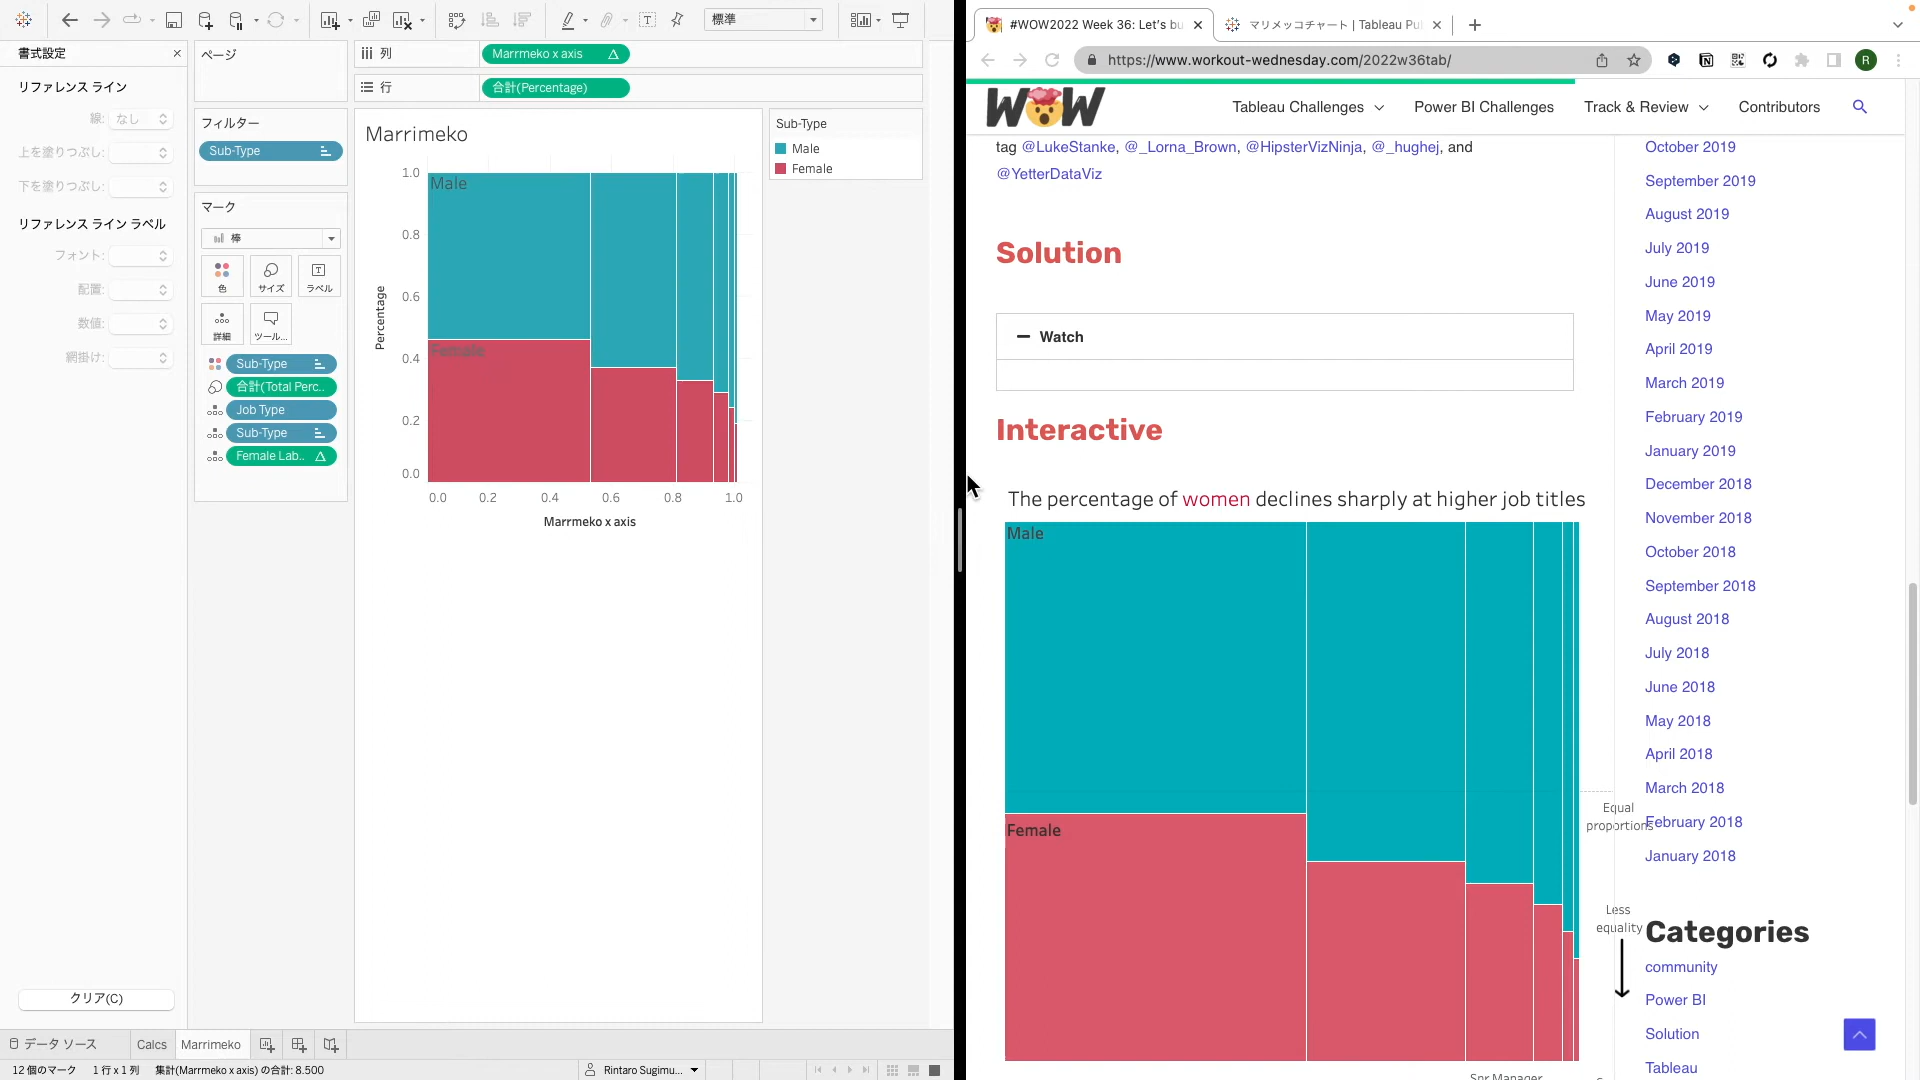 標準
#WOW2022 Week 36: Let's bu
マリメッコチャート | Tableau Pu
https://www.workout-wednesday.com/2022w36tab/
R
書式設定
リファレンス ライン
線:
なし
上を塗りつぶし:
下を塗りつぶし:
リファレンス ライン ラベル
フォント:
配置:
数値:
網掛け:
クリア(C)
ページ
フィルター
Sub-Type
マーク
棒
色
サイズ
ラベル
詳細
ツール...
Sub-Type
合計(Total Perc..
Job Type
Sub-Type
Female Lab..
列
Marrmeko x axis
行
合計(Percentage)
Marrimeko
1.0
0.8
0.6
0.4
0.2
0.0
Percentage
Male
Female
0.0
0.2
0.4
0.6
0.8
1.0
Marrmeko x axis
Sub-Type
Male
Female
データ ソース
Calcs
Marrimeko
12 個のマーク
1 行 x 1 列
集計(Marrmeko x axis) の合計: 8.500
Rintaro Sugimu...
WOW
Tableau Challenges
Power BI Challenges
Track & Review
Contributors
tag @LukeStanke, @_Lorna_Brown, @HipsterVizNinja, @_hughej, and
@YetterDataViz
Solution
Watch
Interactive
The percentage of women declines sharply at higher job titles
Male
Female
Equal
proportions
Less
equality
Snr Manager
October 2019
September 2019
August 2019
July 2019
June 2019
May 2019
April 2019
March 2019
February 2019
January 2019
December 2018
November 2018
October 2018
September 2018
August 2018
July 2018
June 2018
May 2018
April 2018
March 2018
February 2018
January 2018
Categories
community
Power BI
Solution
Tableau